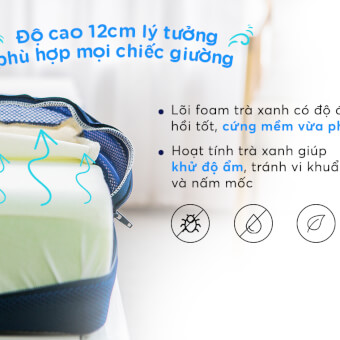 Độ cao 12cm lý tưởng
phù hợp mọi chiếc giường
Lõi foam trà xanh có độ
hồi tốt, cứng mềm vừa
Hoạt tính trà xanh giúp
khử độ ẩm, tránh vi khuẩ
và nấm mốc